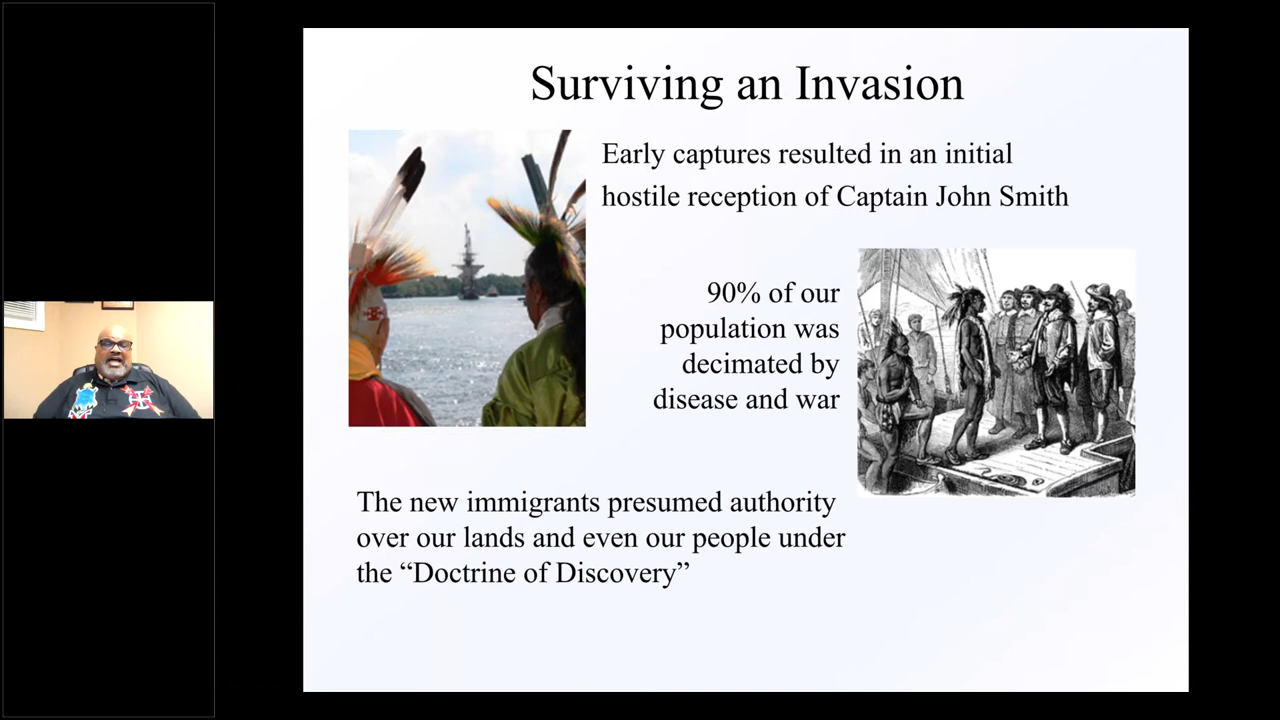 Surviving an Invasion
Early captures resulted in an initial
hostile reception of Captain John Smith
90% of our
population was
decimated by
disease and war
The new immigrants presumed authority
over our lands and even our people under
the “Doctrine of Discovery”